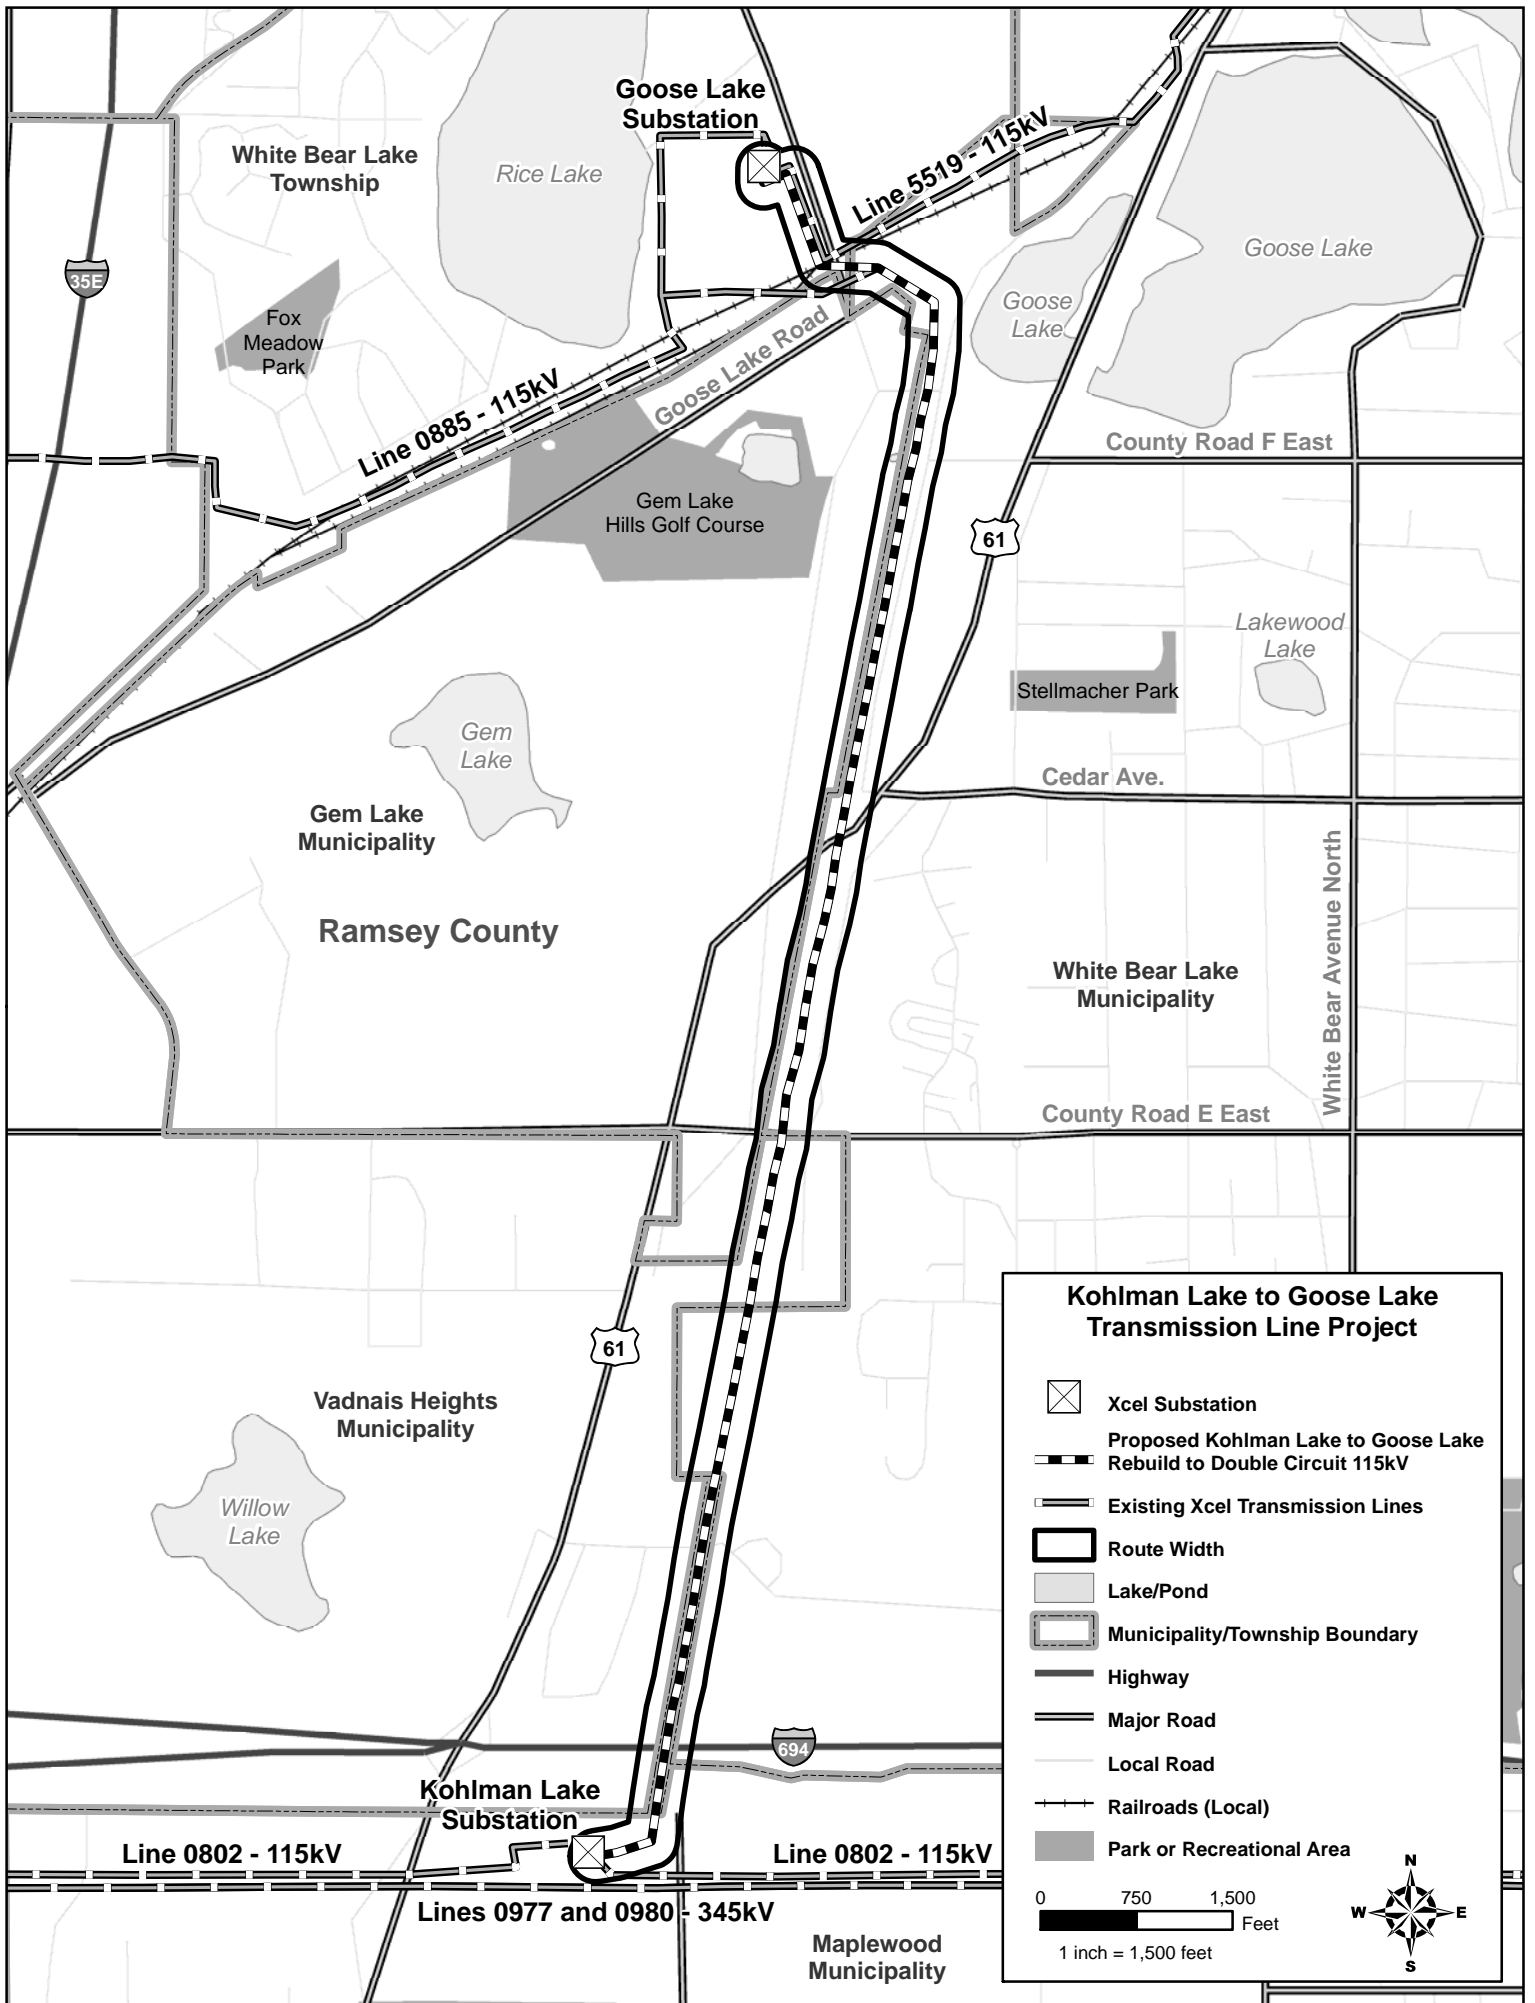 Goose Lake
Substation
White Bear Lake
Township
Rice Lake
Line 5519 - 115kV
Goose Lake
35E
Goose
Lake
Fox
Meadow
Park
Goose Lake Road
Line 0885 - 115kV
County Road F East
Gem Lake
Hills Golf Course
61
Lakewood
Lake
Stellmacher Park
Gem
Lake
Cedar Ave.
Gem Lake
Municipality
White Bear Avenue North
Ramsey County
White Bear Lake
Municipality
County Road E East
61
Vadnais Heights
Municipality
Willow
Lake
694
Kohlman Lake
Substation
Line 0802 - 115kV
Line 0802 - 115kV
Lines 0977 and 0980 - 345kV
Maplewood
Municipality
Kohlman Lake to Goose Lake
Transmission Line Project
Xcel Substation
Proposed Kohlman Lake to Goose Lake
Rebuild to Double Circuit 115kV
Existing Xcel Transmission Lines
Route Width
Lake/Pond
Municipality/Township Boundary
Highway
Major Road
Local Road
Railroads (Local)
Park or Recreational Area
0 750 1,500
Feet
1 inch = 1,500 feet
N
W E
S